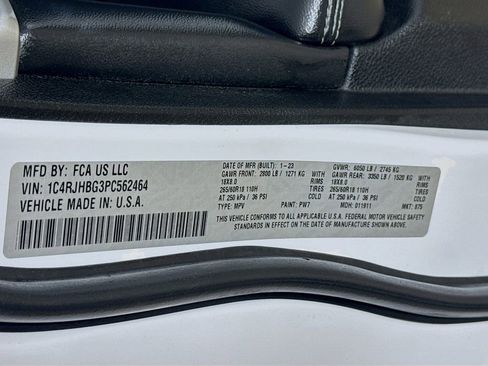 MFD BY: FCA US LLC
VIN: 1C4RJHBG3PC562464
VEHICLE MADE IN: U.S.A.
DATE OF MFR (BUILT): 1-23
GAWR FRONT: 2800 LB / 1271 KG
WITH
18X8.0
RIMS
265/60R18 110H
AT 250 kPa / 36 PSI
COLD
GVWR: 6050 LB / 2745 KG
GAWR REAR: 3350 LB / 1520 KG
WITH
18X8.0
RIMS
265/60R18 110H
AT 250 kPa / 36 PSI
COLD
THIS VEHICLE CONFORMS TO ALL APPLICABLE U.S.A. FEDERAL MOTOR VEHICLE SAFETY
STANDARDS IN EFFECT ON THE DATE OF MANUFACTURE SHOWN ABOVE.
TYPE: MPV PAINT: PW7 MDH: 011911 MKT: 875